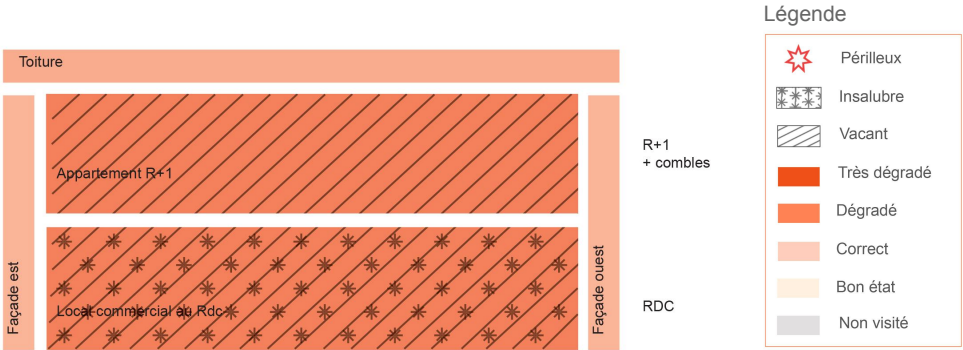 Légende
Toiture
Périlleux
Insalubre
Vacant
R+1
+ combles
Appartement R+1
Très dégradé
Dégradé
Correct
Façade est
Façade ouest
Bon état
Local commercial au Rdc
RDC
Non visité